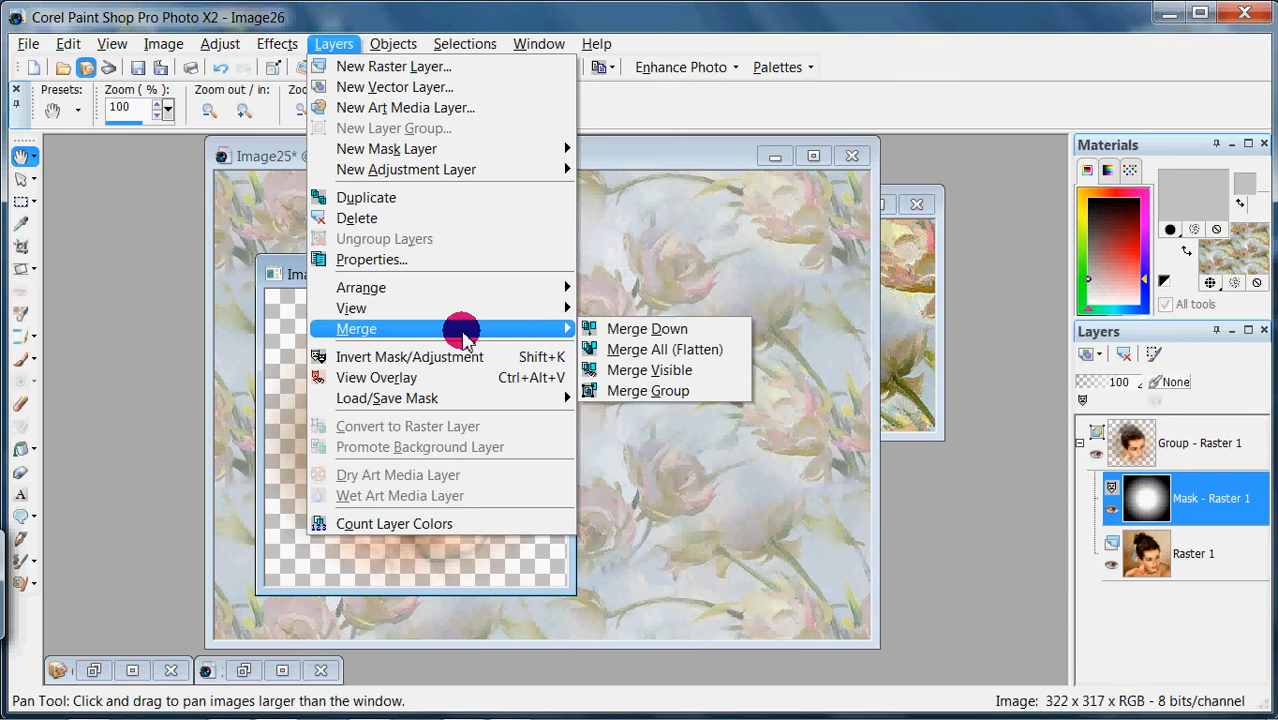 Corel Paint Shop Pro Photo X2 - Image26
File Edit View Image Adjust Effects Layers Objects Selections Window Help
Enhance Photo Palettes
Presets: Zoom ( % ): Zoom out / in:
100
New Raster Layer...
New Vector Layer...
New Art Media Layer...
New Layer Group...
New Mask Layer
New Adjustment Layer
Duplicate
Delete
Ungroup Layers
Properties...
Arrange
View
Merge
Invert Mask/Adjustment Shift+K
View Overlay Ctrl+Alt+V
Load/Save Mask
Convert to Raster Layer
Promote Background Layer
Dry Art Media Layer
Wet Art Media Layer
Count Layer Colors
Merge Down
Merge All (Flatten)
Merge Visible
Merge Group
Image25* @
Materials
All tools
Layers
100 None
Group - Raster 1
Mask - Raster 1
Raster 1
Pan Tool: Click and drag to pan images larger than the window.
Image: 322 x 317 x RGB - 8 bits/channel